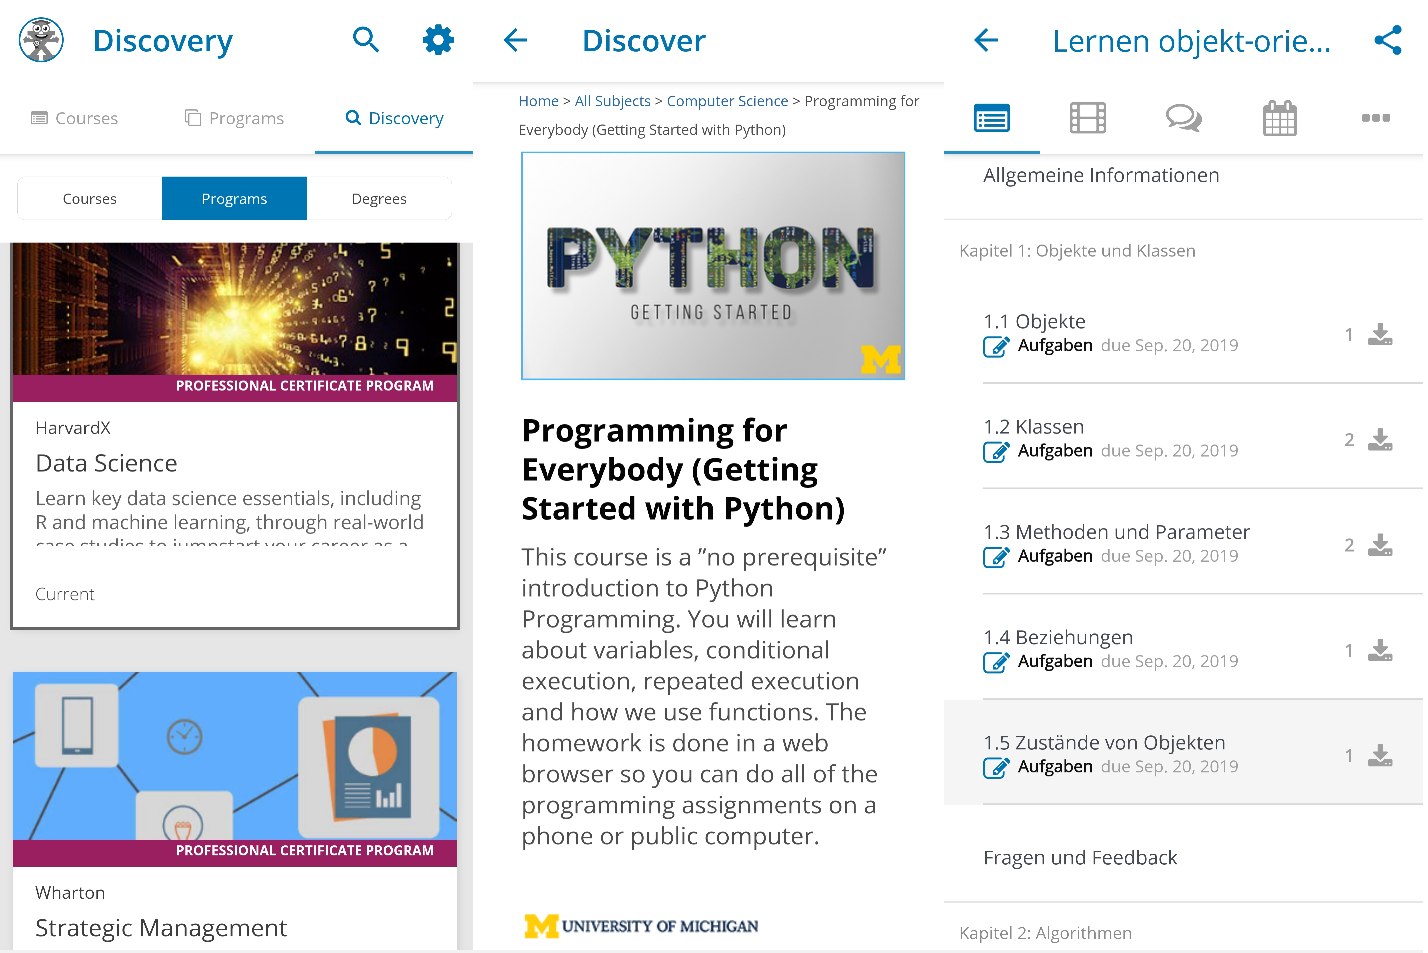 Discovery
Courses
Programs
Discovery
Courses
Programs
Degrees
PROFESSIONAL CERTIFICATE PROGRAM
HarvardX
Data Science
Learn key data science essentials, including
R and machine learning, through real-world
case studies to jumpstart your career as a
Current
PROFESSIONAL CERTIFICATE PROGRAM
Wharton
Strategic Management
Discover
Home > All Subjects > Computer Science > Programming for
Everybody (Getting Started with Python)
PYTHON
GETTING STARTED
M
Programming for
Everybody (Getting
Started with Python)
This course is a ”no prerequisite”
introduction to Python
Programming. You will learn
about variables, conditional
execution, repeated execution
and how we use functions. The
homework is done in a web
browser so you can do all of the
programming assignments on a
phone or public computer.
M UNIVERSITY OF MICHIGAN
Lernen objekt-orie...
Allgemeine Informationen
Kapitel 1: Objekte und Klassen
1.1 Objekte
Aufgaben due Sep. 20, 2019 1
1.2 Klassen
Aufgaben due Sep. 20, 2019 2
1.3 Methoden und Parameter
Aufgaben due Sep. 20, 2019 2
1.4 Beziehungen
Aufgaben due Sep. 20, 2019 1
1.5 Zustände von Objekten
Aufgaben due Sep. 20, 2019 1
Fragen und Feedback
Kapitel 2: Algorithmen